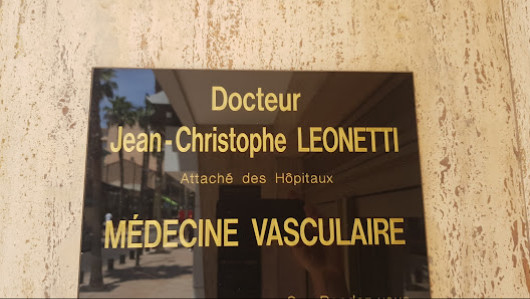 Docteur
Jean-Christophe LEONETTI
Attaché des Hôpitaux
MÉDECINE VASCULAIRE